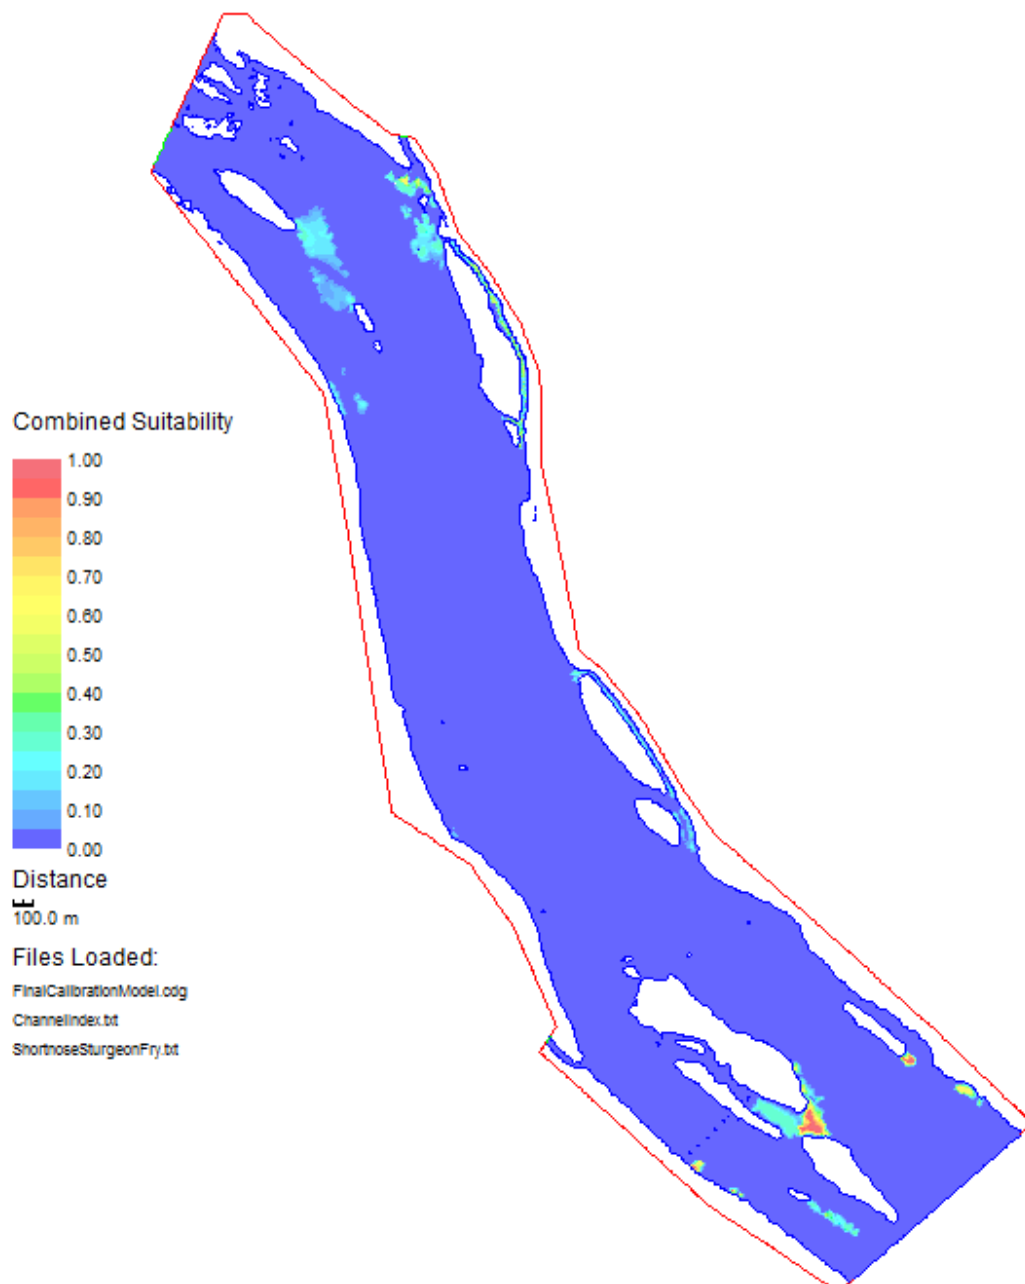 Combined Suitability
1.00
0.90
0.80
0.70
0.60
0.50
0.40
0.30
0.20
0.10
0.00
Distance
100.0 m
Files Loaded:
FinalCalibrationModel.cdg
ChannelIndex.txt
ShortnoseSturgeonFry.txt